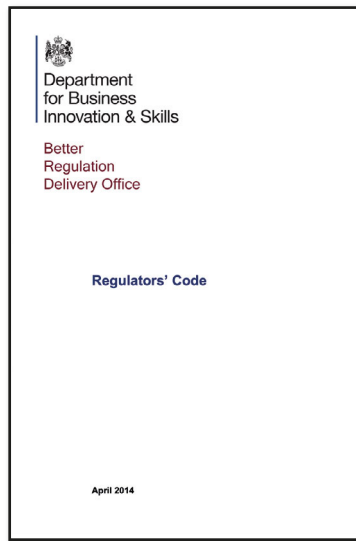 Department
for Business
Innovation & Skills
Better
Regulation
Delivery Office
Regulators' Code
April 2014